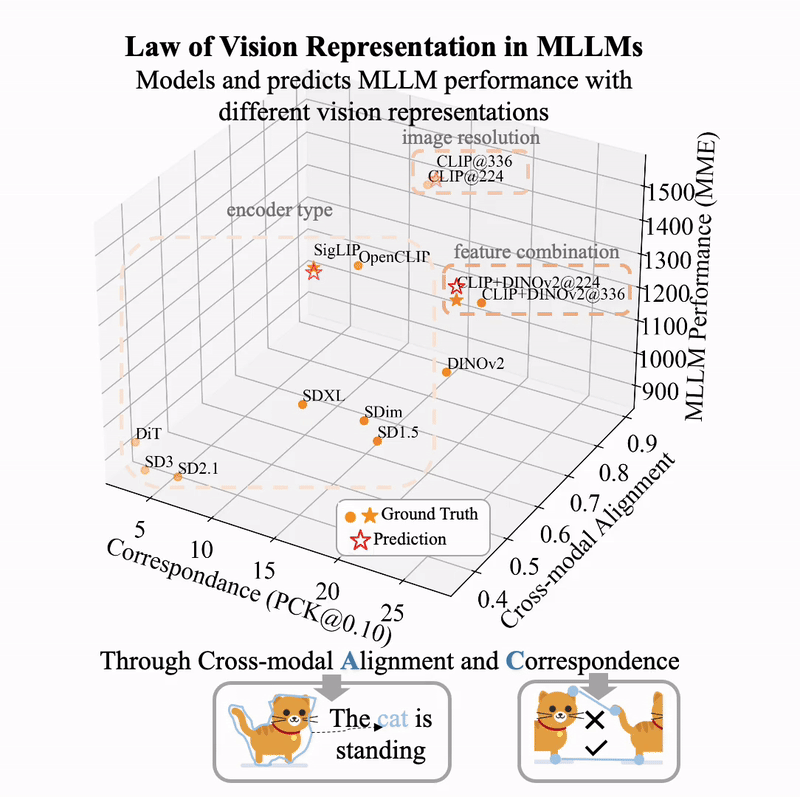 Law of Vision Representation in MLLMs
Models and predicts MLLM performance with
different vision representations
image resolution
CLIP@336
CLIP@224
encoder type
SigLIP
OpenCLIP
feature combination
CLIP+DINOv2@224
CLIP+DINOv2@336
DINOv2
SDXL
SDim
SD1.5
DiT
SD3
SD2.1
1500
1400
1300
1200
1100
1000
900
MLLM Performance (MME)
0.9
0.8
0.7
0.6
0.5
0.4
Cross-modal Alignment
5
10
15
20
25
Correspondance (PCK@0.10)
Ground Truth
Prediction
Through Cross-modal Alignment and Correspondence
The cat is
standing